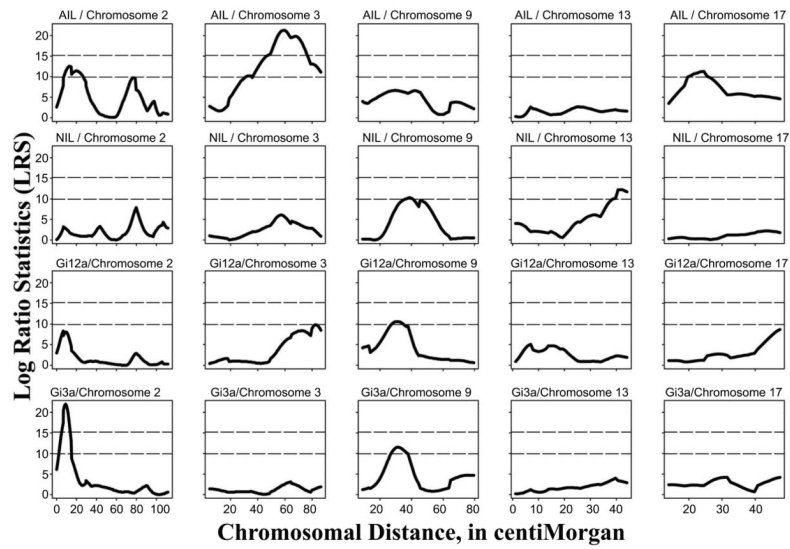 AIL / Chromosome 2 AIL / Chromosome 3 AIL / Chromosome 9 AIL / Chromosome 13 AIL / Chromosome 17
20
15
10
5
0
NIL / Chromosome 2 NIL / Chromosome 3 NIL / Chromosome 9 NIL / Chromosome 13 NIL / Chromosome 17
20
15
10
5
0
Gi12a/Chromosome 2 Gi12a/Chromosome 3 Gi12a/Chromosome 9 Gi12a/Chromosome 13 Gi12a/Chromosome 17
20
15
10
5
0
Gi3a/Chromosome 2 Gi3a/Chromosome 3 Gi3a/Chromosome 9 Gi3a/Chromosome 13 Gi3a/Chromosome 17
20
15
10
5
0
0 20 40 60 80 100 20 40 60 80 20 40 60 80 0 10 20 30 40 20 30 40
Log Ratio Statistics (LRS)
Chromosomal Distance, in centiMorgan